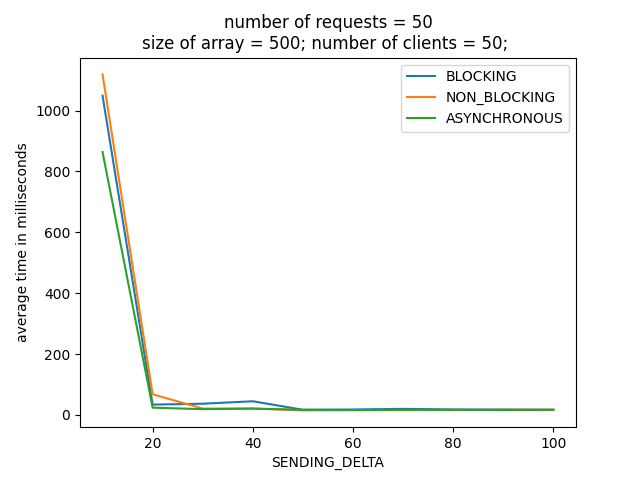 number of requests = 50
size of array = 500; number of clients = 50;
BLOCKING
NON_BLOCKING
ASYNCHRONOUS
average time in milliseconds
1000
800
600
400
200
0
20 40 60 80 100
SENDING_DELTA